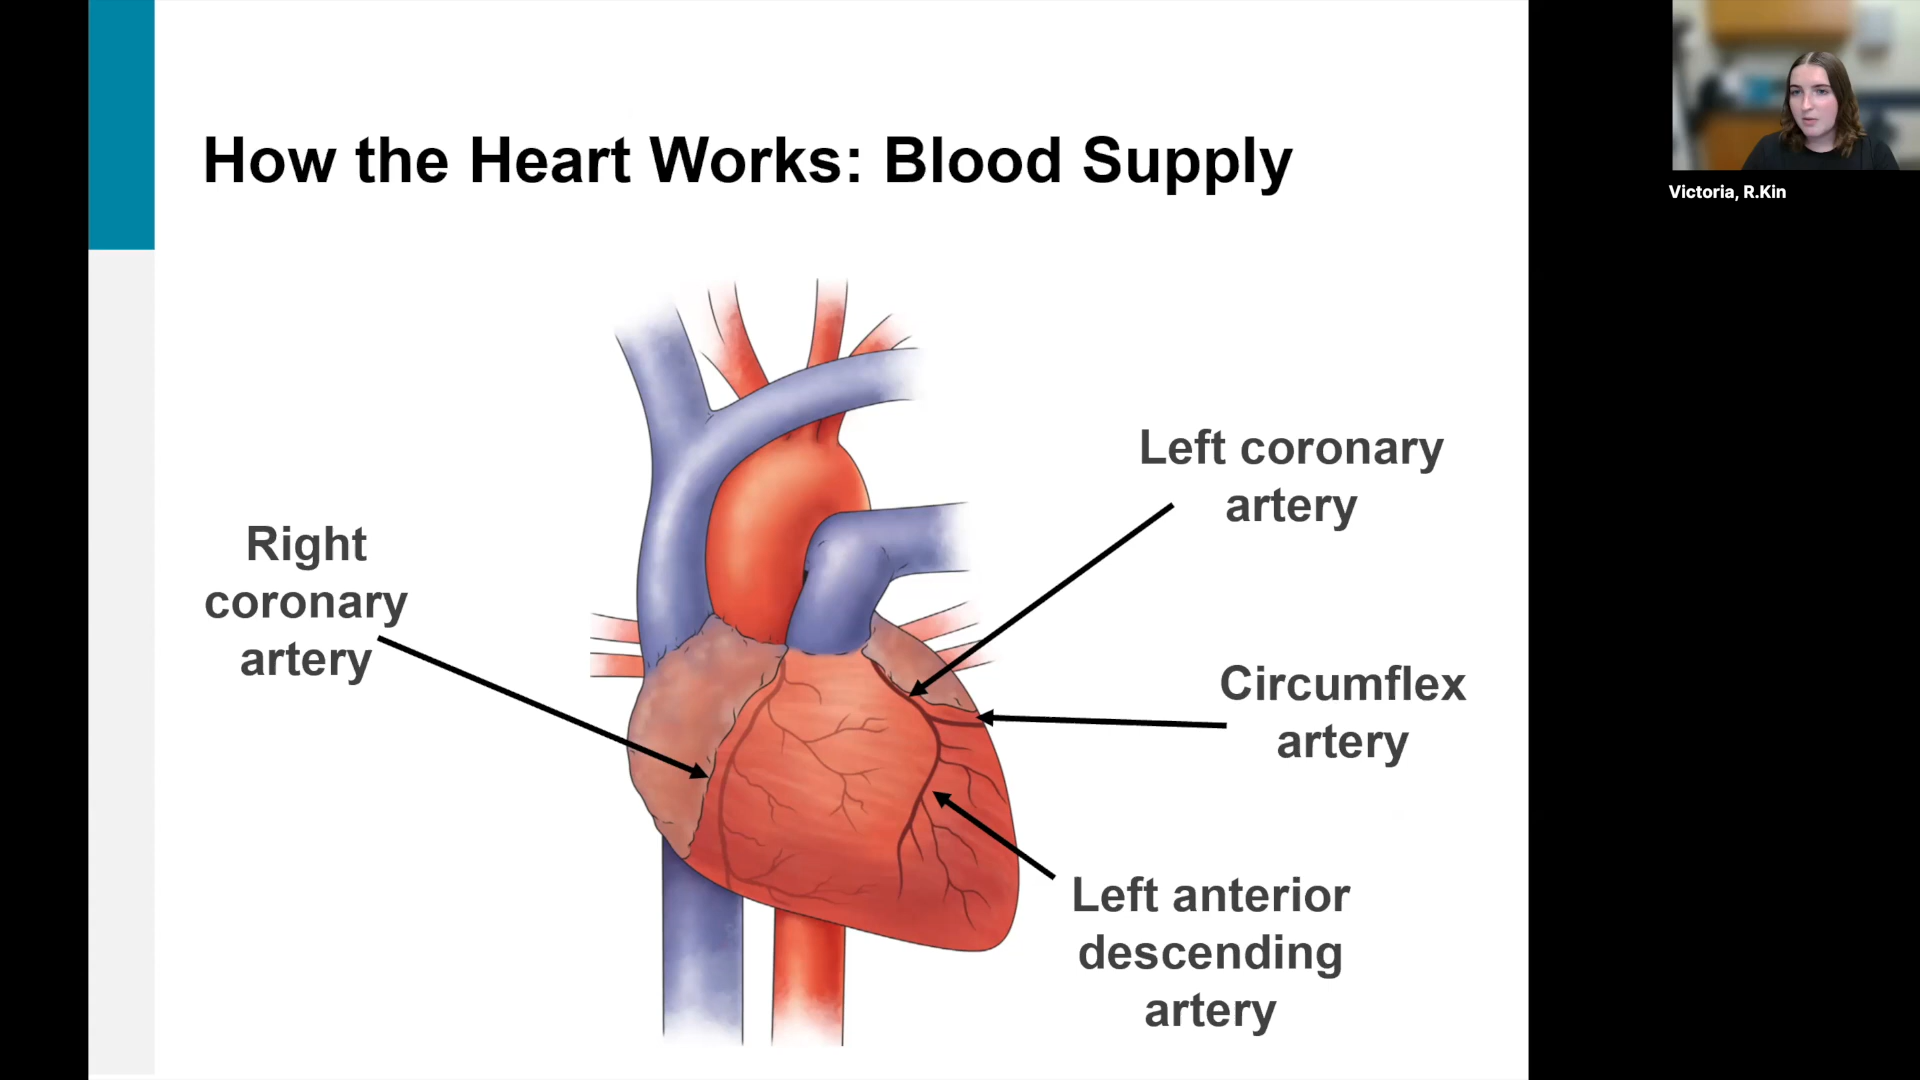 How the Heart Works: Blood Supply
Victoria, R.Kin
Left coronary
artery
Right
coronary
artery
Circumflex
artery
Left anterior
descending
artery